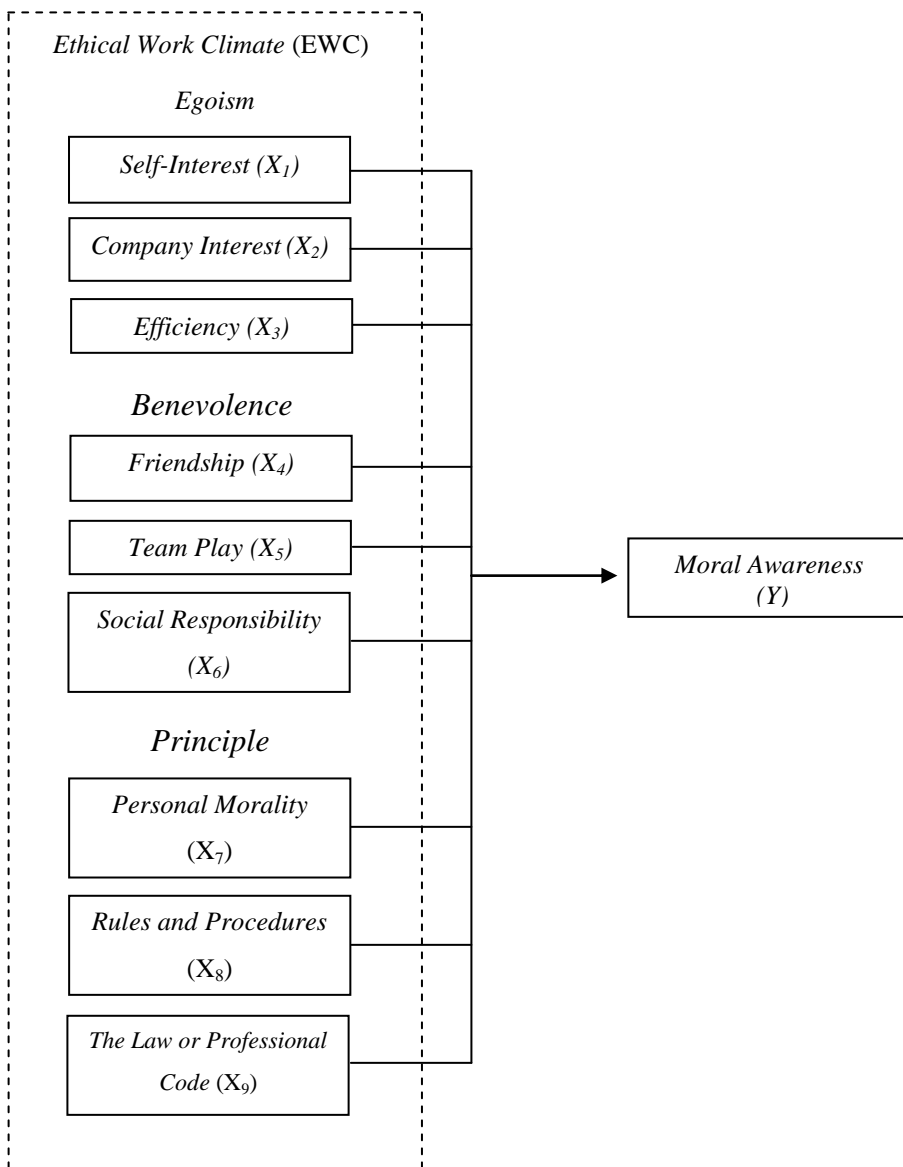 Ethical Work Climate (EWC)
Egoism
Self-Interest (X₁)
Company Interest (X₂)
Efficiency (X₃)
Benevolence
Friendship (X₄)
Team Play (X₅)
Social Responsibility
(X₆)
Principle
Personal Morality
(X₇)
Rules and Procedures
(X₈)
The Law or Professional
Code (X₉)
Moral Awareness
(Y)